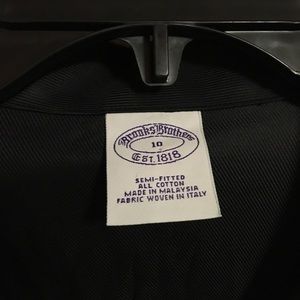 Brooks Brothers
10
EST. 1818
SEMI-FITTED
ALL COTTON
MADE IN MALAYSIA
FABRIC WOVEN IN ITALY